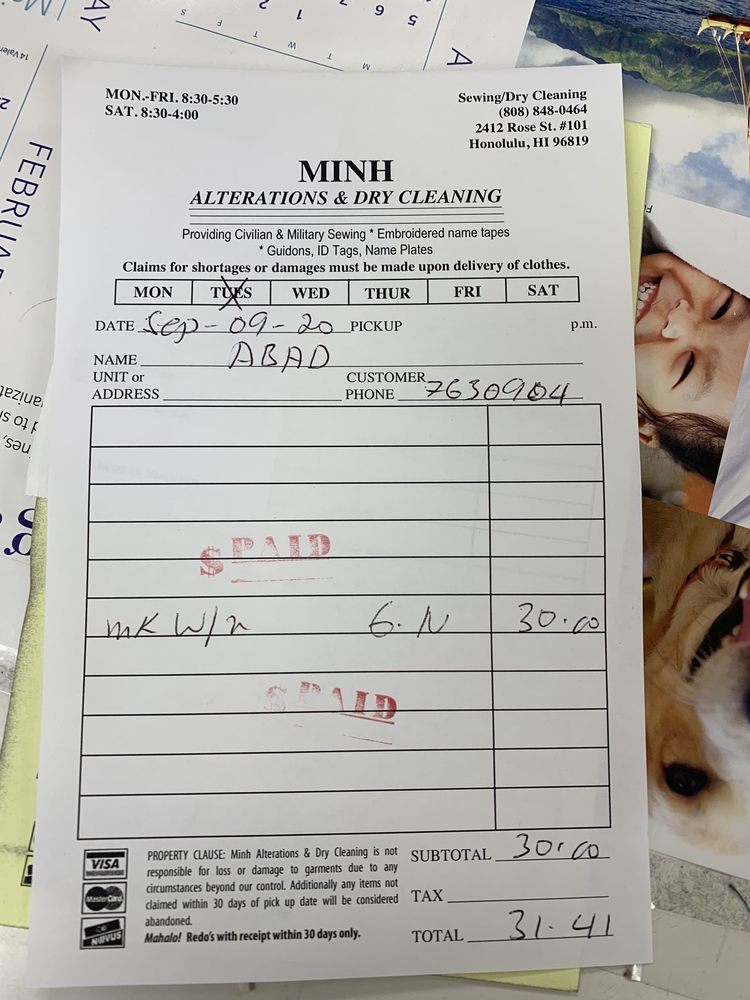 MON.-FRI. 8:30-5:30
SAT. 8:30-4:00
Sewing/Dry Cleaning
(808) 848-0464
2412 Rose St. #101
Honolulu, HI 96819
MINH
ALTERATIONS & DRY CLEANING
Providing Civilian & Military Sewing * Embroidered name tapes
* Guidons, ID Tags, Name Plates
Claims for shortages or damages must be made upon delivery of clothes.
MON TUES WED THUR FRI SAT
DATE Sep-09-20 PICKUP p.m.
NAME ABAD
UNIT or
ADDRESS
CUSTOMER
PHONE 7630904
$ PAID
mK W/n 6. N 30.00
$ PAID
VISA
MasterCard
NOVUS
PROPERTY CLAUSE: Minh Alterations & Dry Cleaning is not
responsible for loss or damage to garments due to any
circumstances beyond our control. Additionally any items not
claimed within 30 days of pick up date will be considered
abandoned.
Mahalo! Redo's with receipt within 30 days only.
SUBTOTAL 30.00
TAX
TOTAL 31.41
FEBRUAR